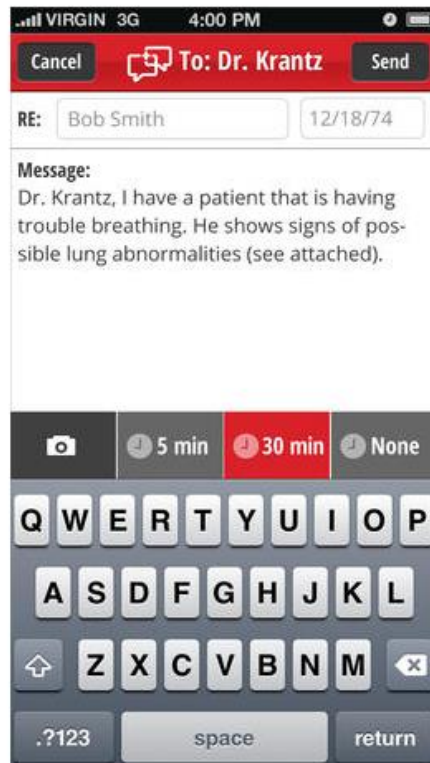 VIRGIN 3G 4:00 PM
Cancel To: Dr. Krantz Send
RE: Bob Smith 12/18/74
Message:
Dr. Krantz, I have a patient that is having
trouble breathing. He shows signs of pos-
sible lung abnormalities (see attached).
5 min 30 min None
Q W E R T Y U I O P
A S D F G H J K L
Z X C V B N M
.?123 space return